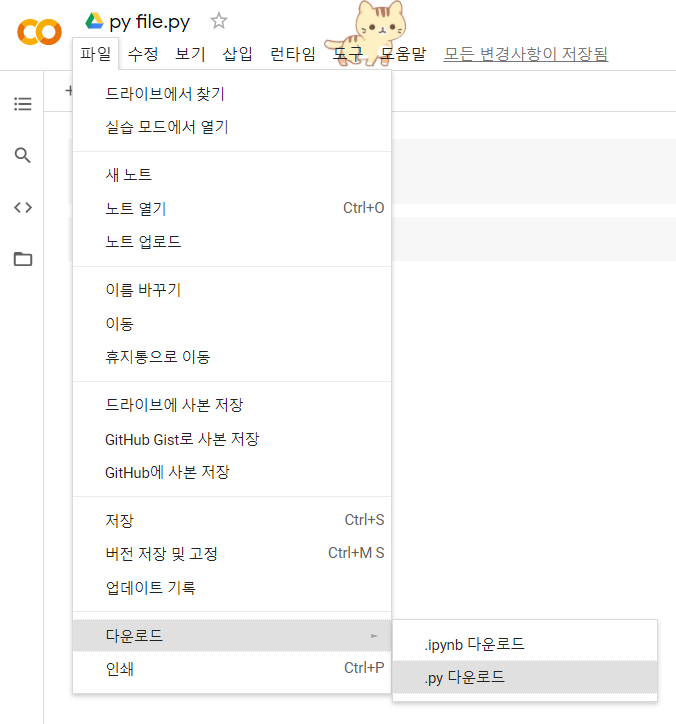 py file.py
파일 수정 보기 삽입 런타임 도구 도움말 모든 변경사항이 저장됨
드라이브에서 찾기
실습 모드에서 열기
새 노트
노트 열기 Ctrl+O
노트 업로드
이름 바꾸기
이동
휴지통으로 이동
드라이브에 사본 저장
GitHub Gist로 사본 저장
GitHub에 사본 저장
저장 Ctrl+S
버전 저장 및 고정 Ctrl+M S
업데이트 기록
다운로드
.ipynb 다운로드
.py 다운로드
인쇄 Ctrl+P